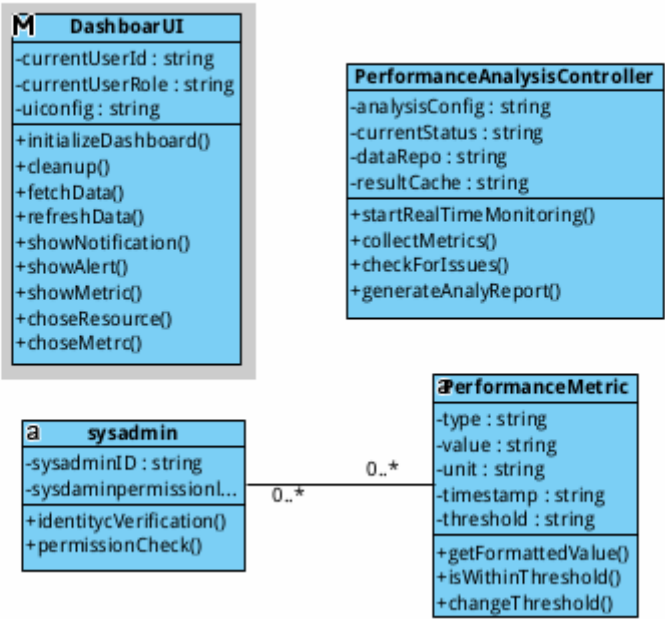 M DashboarUI
-currentUserId : string
-currentUserRole : string
-uiconfig : string
+initializeDashboard()
+cleanup()
+fetchData()
+refreshData()
+showNotification()
+showAlert()
+showMetric()
+choseResource()
+choseMetrc()
PerformanceAnalysisController
-analysisConfig : string
-currentStatus : string
-dataRepo : string
-resultCache : string
+startRealTimeMonitoring()
+collectMetrics()
+checkForIssues()
+generateAnalyReport()
a sysadmin
-sysadminID : string
-sysdaminpermissionl...
+identitycVerification()
+permissionCheck()
0..*
0..*
a PerformanceMetric
-type : string
-value : string
-unit : string
-timestamp : string
-threshold : string
+getFormattedValue()
+isWithinThreshold()
+changeThreshold()